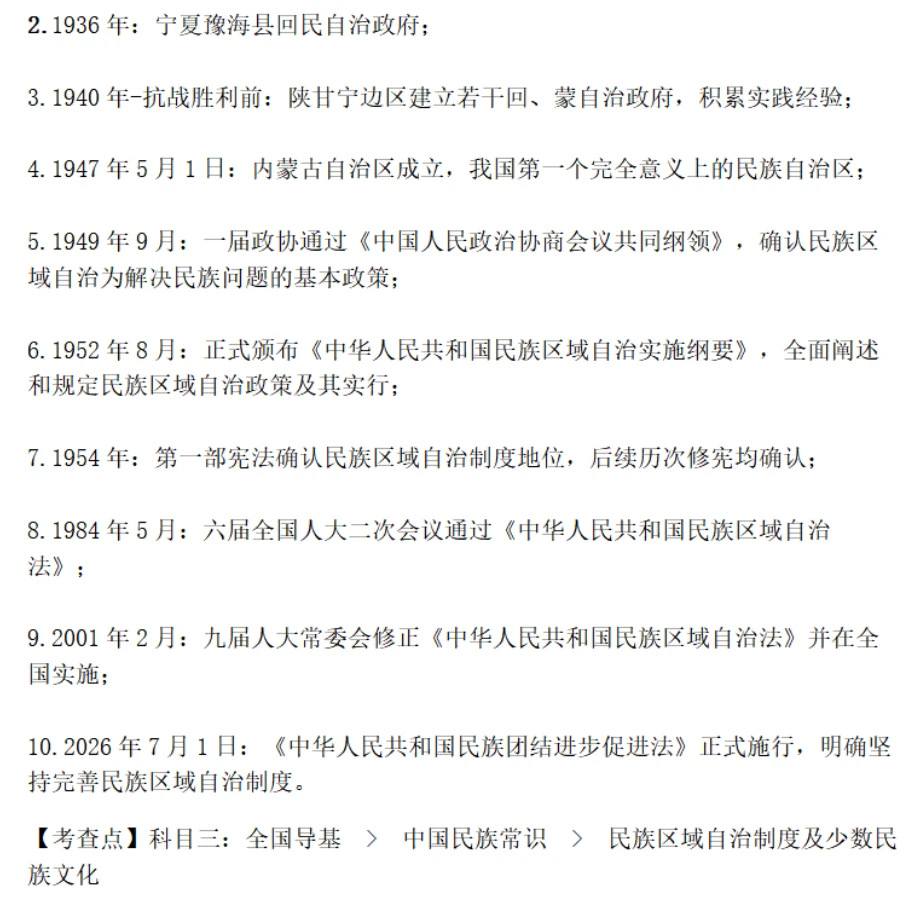 2.1936 年：宁夏豫海县回民自治政府；
3.1940 年-抗战胜利前：陕甘宁边区建立若干回、蒙自治政府，积累实践经验；
4.1947 年 5 月 1 日：内蒙古自治区成立，我国第一个完全意义上的民族自治区；
5.1949 年 9 月：一届政协通过《中国人民政治协商会议共同纲领》，确认民族区
域自治为解决民族问题的基本政策；
6.1952 年 8 月：正式颁布《中华人民共和国民族区域自治实施纲要》，全面阐述
和规定民族区域自治政策及其实行；
7.1954 年：第一部宪法确认民族区域自治制度地位，后续历次修宪均确认；
8.1984 年 5 月：六届全国人大二次会议通过《中华人民共和国民族区域自治
法》；
9.2001 年 2 月：九届人大常委会修正《中华人民共和国民族区域自治法》并在全
国实施；
10.2026 年 7 月 1 日：《中华人民共和国民族团结进步促进法》正式施行，明确坚
持完善民族区域自治制度。
【考查点】科目三：全国导基 > 中国民族常识 > 民族区域自治制度及少数民
族文化